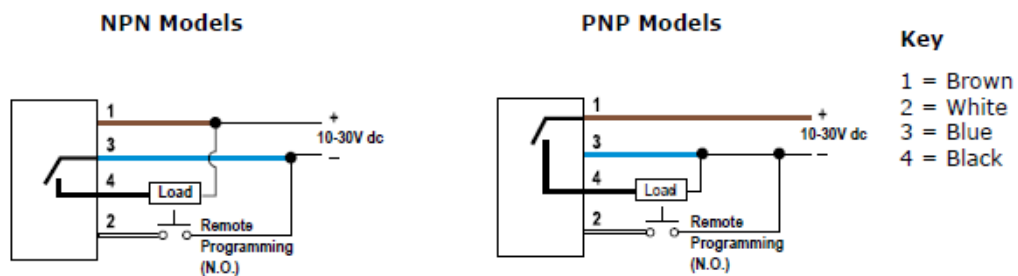 NPN Models
1
+
10-30V dc
3
–
4
Load
2
Remote
Programming
(N.O.)
PNP Models
1
+
10-30V dc
3
–
4
Load
2
Remote
Programming
(N.O.)
Key
1 = Brown
2 = White
3 = Blue
4 = Black